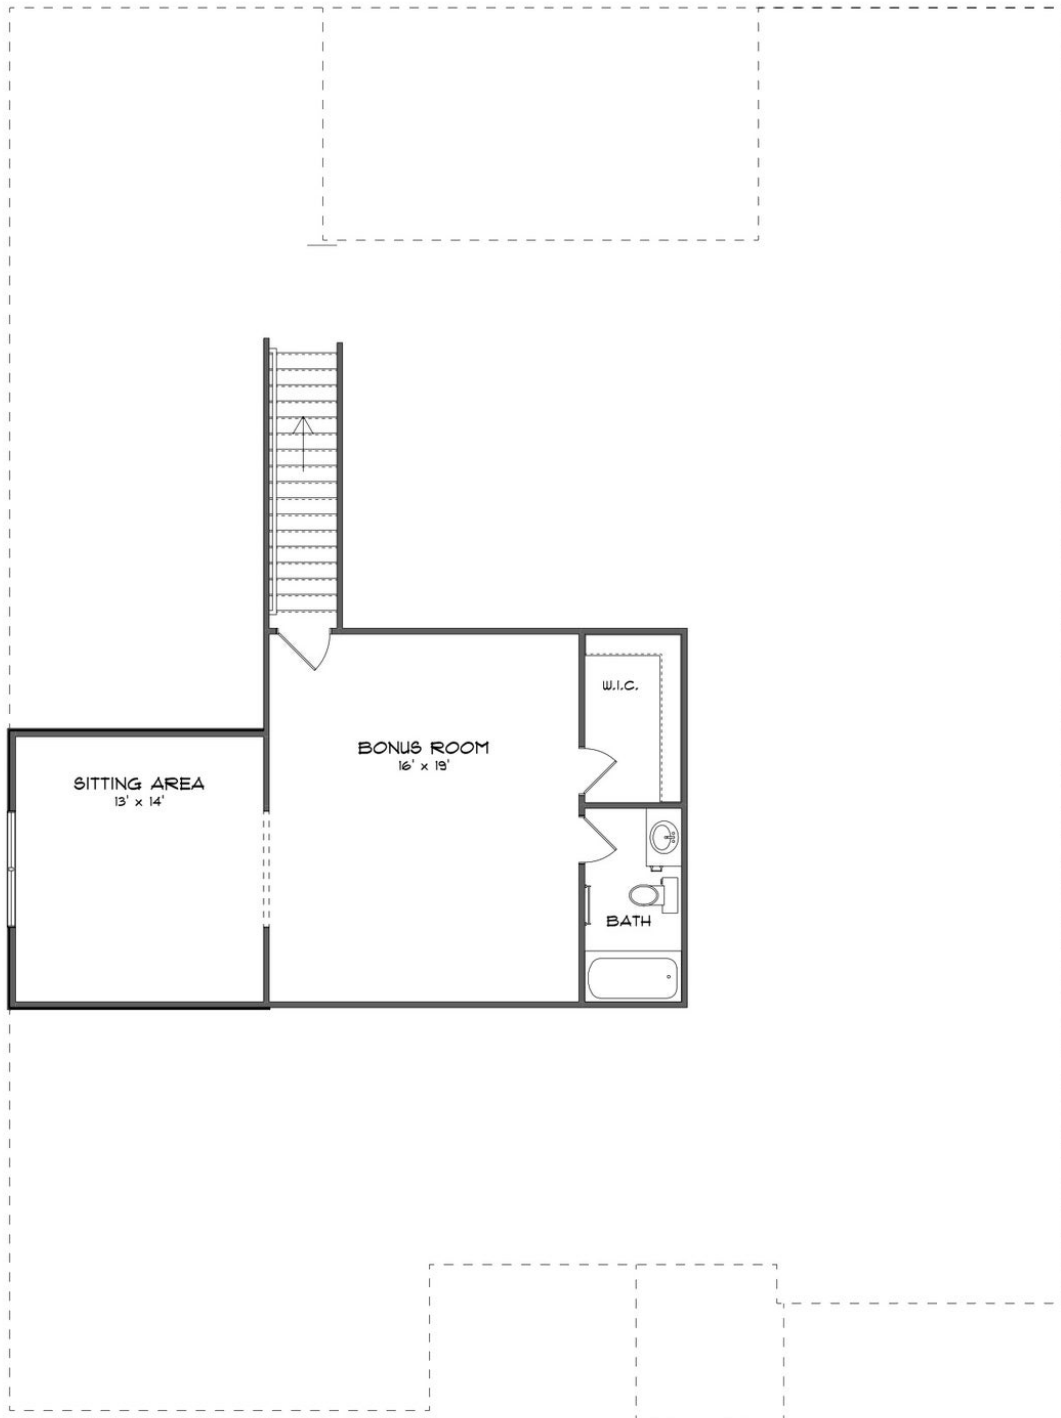 W.I.C.
BONUS ROOM
16' x 19'
SITTING AREA
13' x 14'
BATH